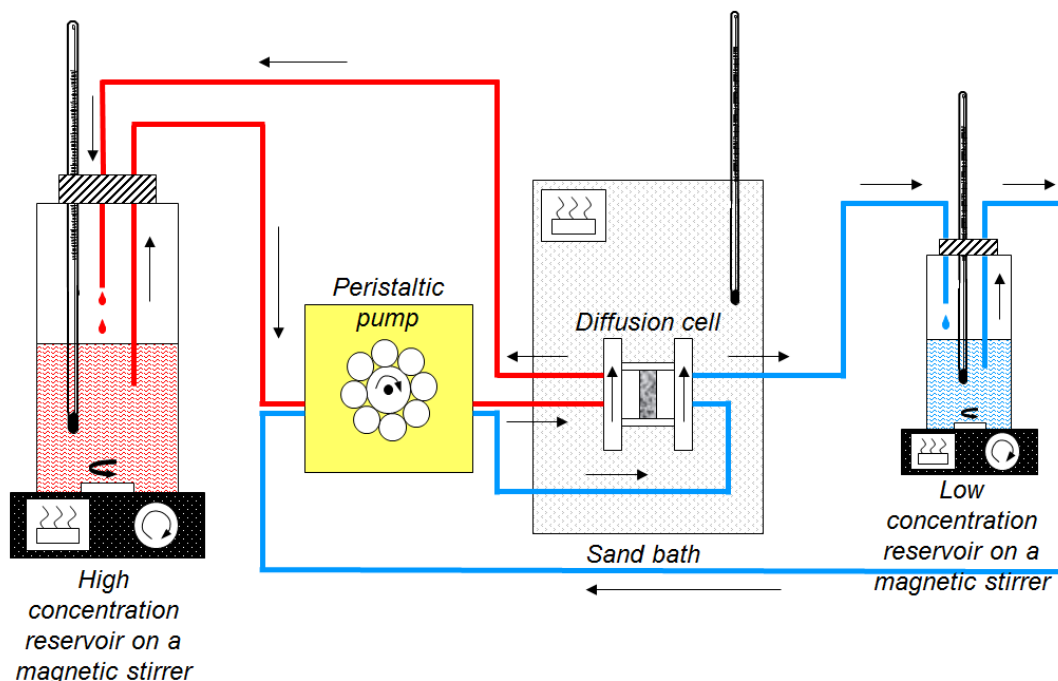 Peristaltic
pump
Diffusion cell
Sand bath
High
concentration
reservoir on a
magnetic stirrer
Low
concentration
reservoir on a
magnetic stirrer